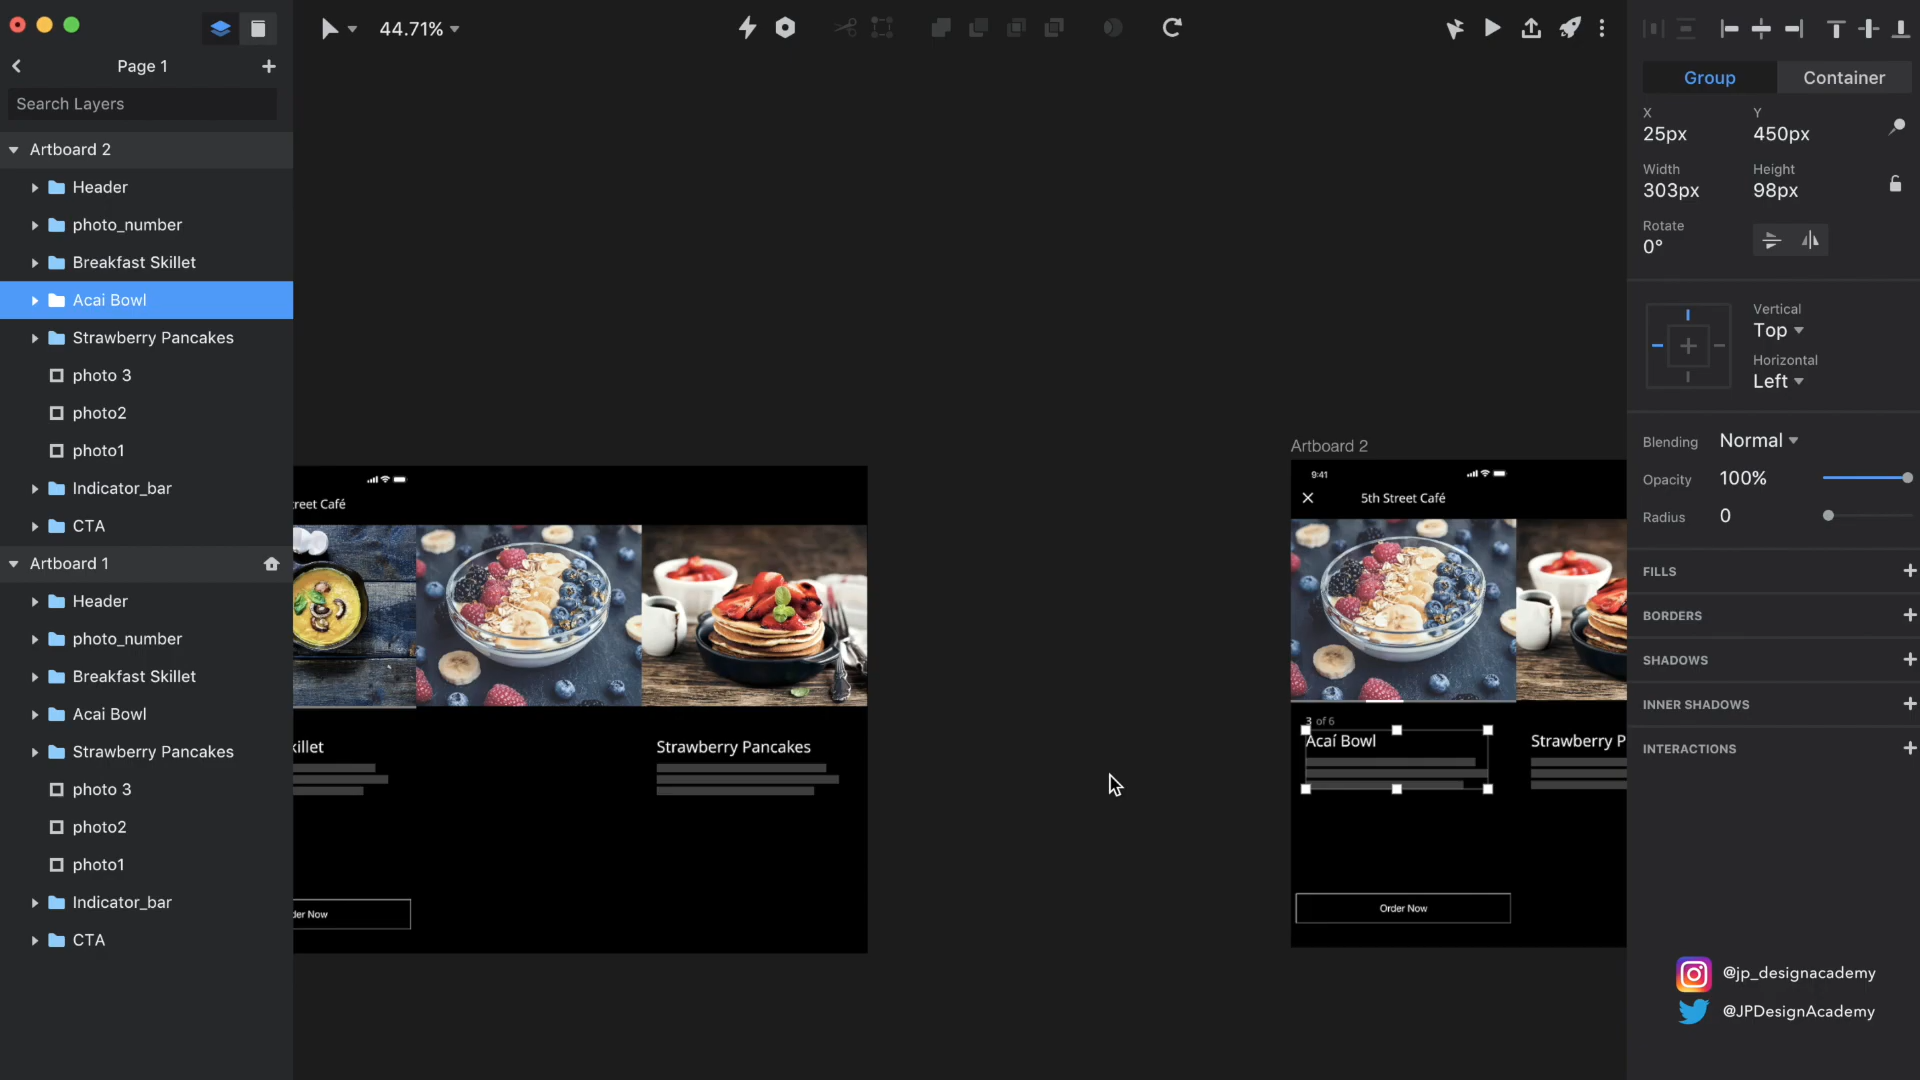 44.71%
Page 1
Search Layers
Artboard 2
Header
photo_number
Breakfast Skillet
Acai Bowl
Strawberry Pancakes
photo 3
photo2
photo1
Indicator_bar
CTA
Artboard 1
Header
photo_number
Breakfast Skillet
Acai Bowl
Strawberry Pancakes
photo 3
photo2
photo1
Indicator_bar
CTA
reet Café
killet
Strawberry Pancakes
der Now
Artboard 2
9:41
5th Street Café
3 of 6
Acaí Bowl
Strawberry P
Order Now
Group
Container
X
Y
25px
450px
Width
Height
303px
98px
Rotate
0°
Vertical
Top
Horizontal
Left
Blending
Normal
Opacity
100%
Radius
0
FILLS
BORDERS
SHADOWS
INNER SHADOWS
INTERACTIONS
@jp_designacademy
@JPDesignAcademy